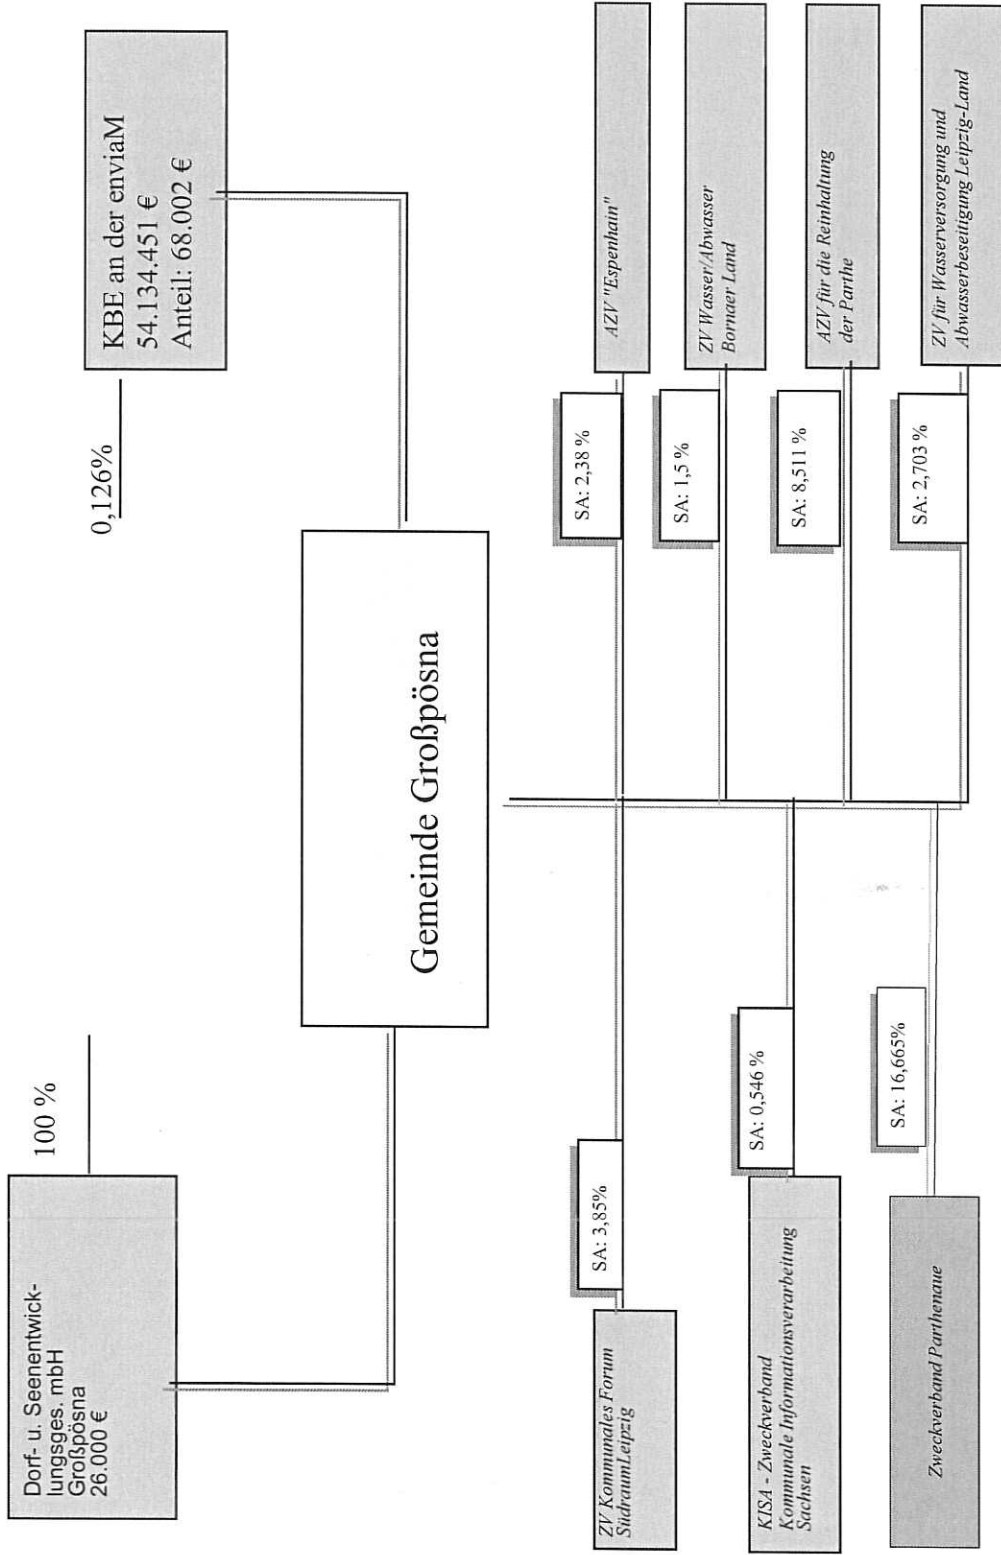 Dorf- u. Seenentwick-
lungsges. mbH
Großpösna
26.000 €
100 %
0,126%
KBE an der enviaM
54.134.451 €
Anteil: 68.002 €
Gemeinde Großpösna
ZV Kommunales Forum
SüdraumLeipzig
SA: 3,85%
SA: 2,38 %
AZV "Espenhain"
SA: 1,5 %
ZV Wasser/Abwasser
Bornaer Land
KISA - Zweckverband
Kommunale Informationsverarbeitung
Sachsen
SA: 0,546 %
SA: 8,511 %
AZV für die Reinhaltung
der Parthe
Zweckverband Parthenaue
SA: 16,665%
SA: 2,703 %
ZV für Wasserversorgung und
Abwasserbeseitigung Leipzig-Land